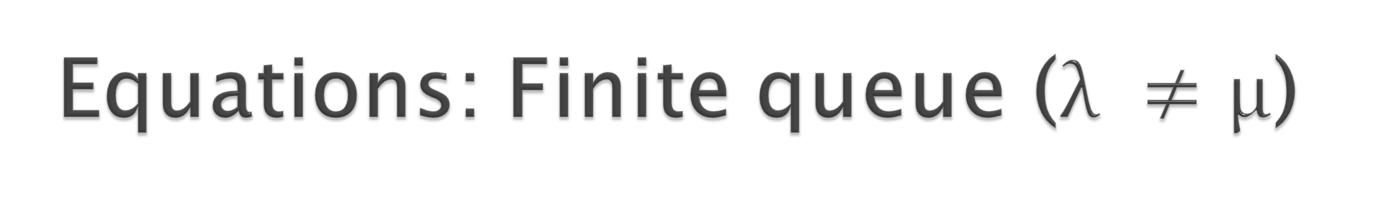 Equations: Finite queue (λ ≠ μ)